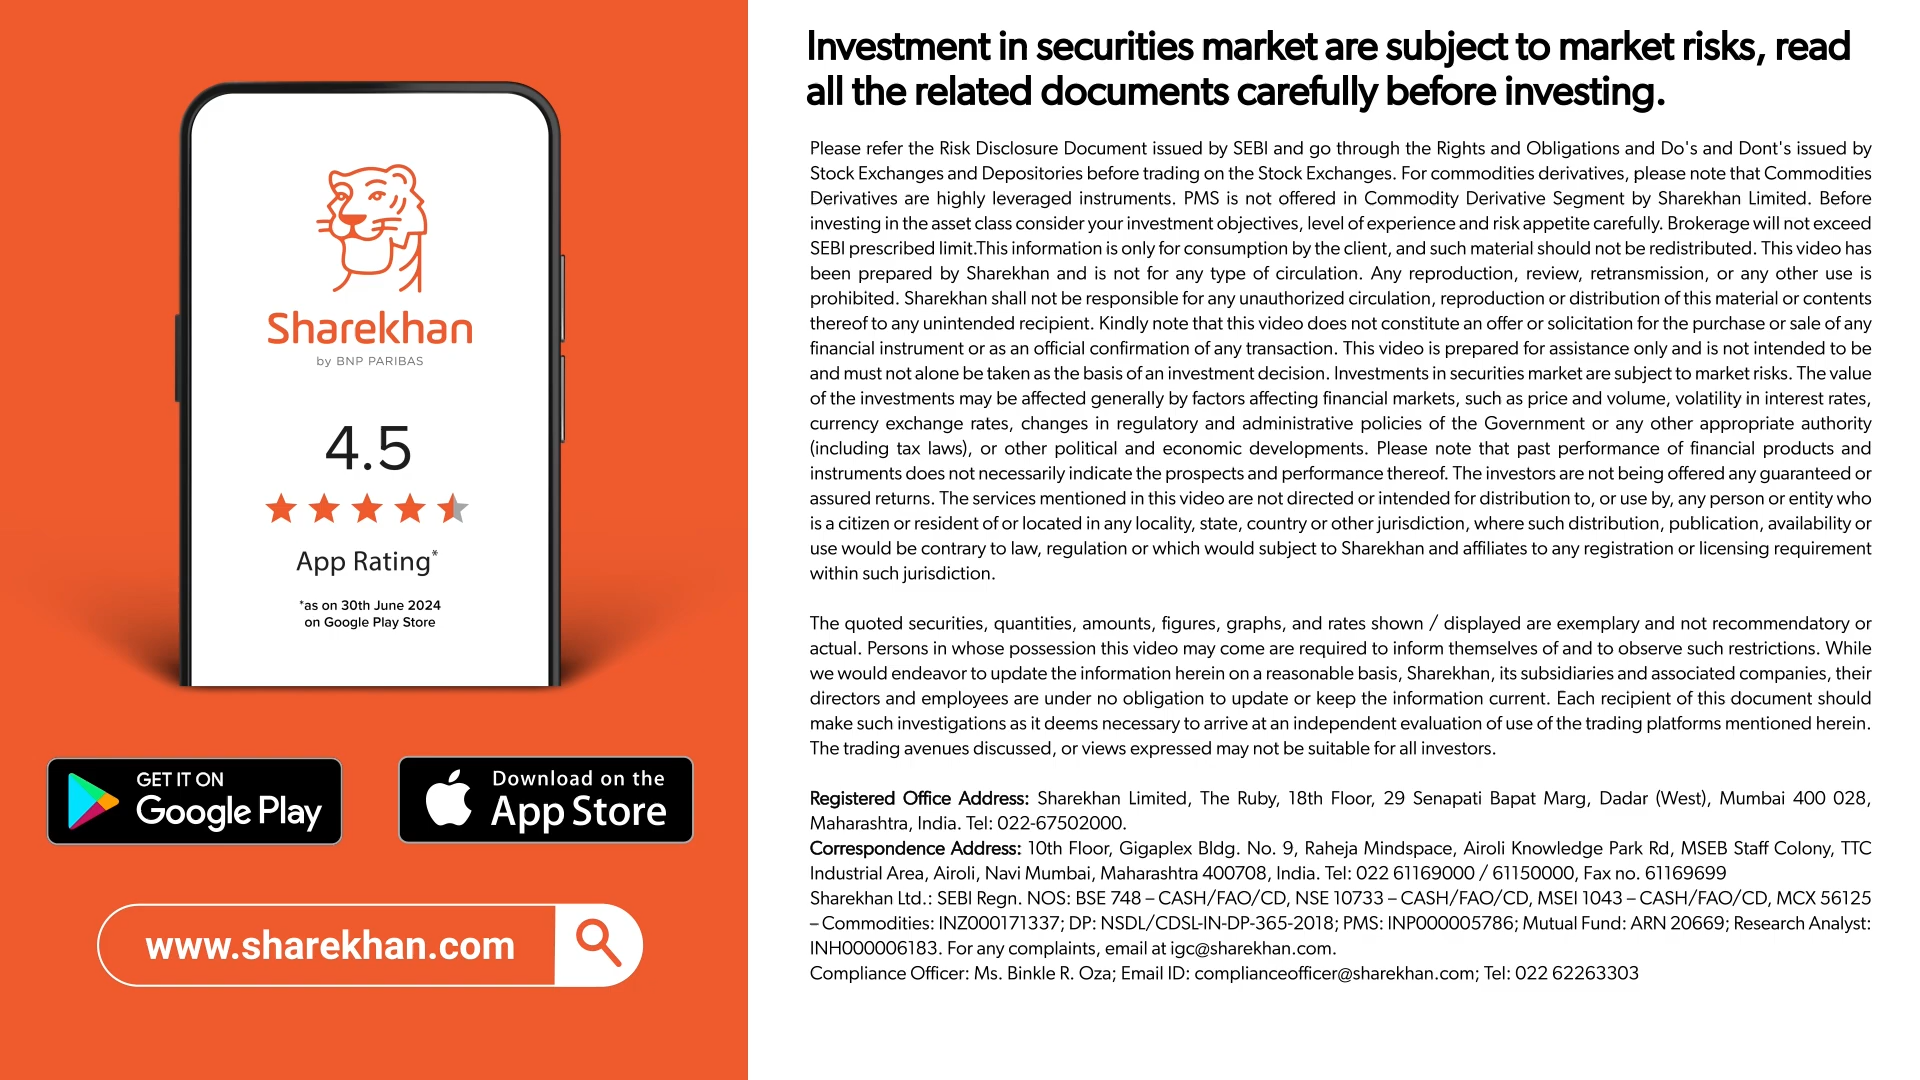 Sharekhan
by BNP PARIBAS
4.5
App Rating*
*as on 30th June 2024
on Google Play Store
GET IT ON
Google Play
Download on the
App Store
www.sharekhan.com
Investment in securities market are subject to market risks, read
all the related documents carefully before investing.
Please refer the Risk Disclosure Document issued by SEBI and go through the Rights and Obligations and Do's and Dont's issued by
Stock Exchanges and Depositories before trading on the Stock Exchanges. For commodities derivatives, please note that Commodities
Derivatives are highly leveraged instruments. PMS is not offered in Commodity Derivative Segment by Sharekhan Limited. Before
investing in the asset class consider your investment objectives, level of experience and risk appetite carefully. Brokerage will not exceed
SEBI prescribed limit.This information is only for consumption by the client, and such material should not be redistributed. This video has
been prepared by Sharekhan and is not for any type of circulation. Any reproduction, review, retransmission, or any other use is
prohibited. Sharekhan shall not be responsible for any unauthorized circulation, reproduction or distribution of this material or contents
thereof to any unintended recipient. Kindly note that this video does not constitute an offer or solicitation for the purchase or sale of any
financial instrument or as an official confirmation of any transaction. This video is prepared for assistance only and is not intended to be
and must not alone be taken as the basis of an investment decision. Investments in securities market are subject to market risks. The value
of the investments may be affected generally by factors affecting financial markets, such as price and volume, volatility in interest rates,
currency exchange rates, changes in regulatory and administrative policies of the Government or any other appropriate authority
(including tax laws), or other political and economic developments. Please note that past performance of financial products and
instruments does not necessarily indicate the prospects and performance thereof. The investors are not being offered any guaranteed or
assured returns. The services mentioned in this video are not directed or intended for distribution to, or use by, any person or entity who
is a citizen or resident of or located in any locality, state, country or other jurisdiction, where such distribution, publication, availability or
use would be contrary to law, regulation or which would subject to Sharekhan and affiliates to any registration or licensing requirement
within such jurisdiction.
The quoted securities, quantities, amounts, figures, graphs, and rates shown / displayed are exemplary and not recommendatory or
actual. Persons in whose possession this video may come are required to inform themselves of and to observe such restrictions. While
we would endeavor to update the information herein on a reasonable basis, Sharekhan, its subsidiaries and associated companies, their
directors and employees are under no obligation to update or keep the information current. Each recipient of this document should
make such investigations as it deems necessary to arrive at an independent evaluation of use of the trading platforms mentioned herein.
The trading avenues discussed, or views expressed may not be suitable for all investors.
Registered Office Address: Sharekhan Limited, The Ruby, 18th Floor, 29 Senapati Bapat Marg, Dadar (West), Mumbai 400 028,
Maharashtra, India. Tel: 022-67502000.
Correspondence Address: 10th Floor, Gigaplex Bldg. No. 9, Raheja Mindspace, Airoli Knowledge Park Rd, MSEB Staff Colony, TTC
Industrial Area, Airoli, Navi Mumbai, Maharashtra 400708, India. Tel: 022 61169000 / 61150000, Fax no. 61169699
Sharekhan Ltd.: SEBI Regn. NOS: BSE 748 – CASH/FAO/CD, NSE 10733 – CASH/FAO/CD, MSEI 1043 – CASH/FAO/CD, MCX 56125
– Commodities: INZ000171337; DP: NSDL/CDSL-IN-DP-365-2018; PMS: INP000005786; Mutual Fund: ARN 20669; Research Analyst:
INH000006183. For any complaints, email at igc@sharekhan.com.
Compliance Officer: Ms. Binkle R. Oza; Email ID: complianceofficer@sharekhan.com; Tel: 022 62263303